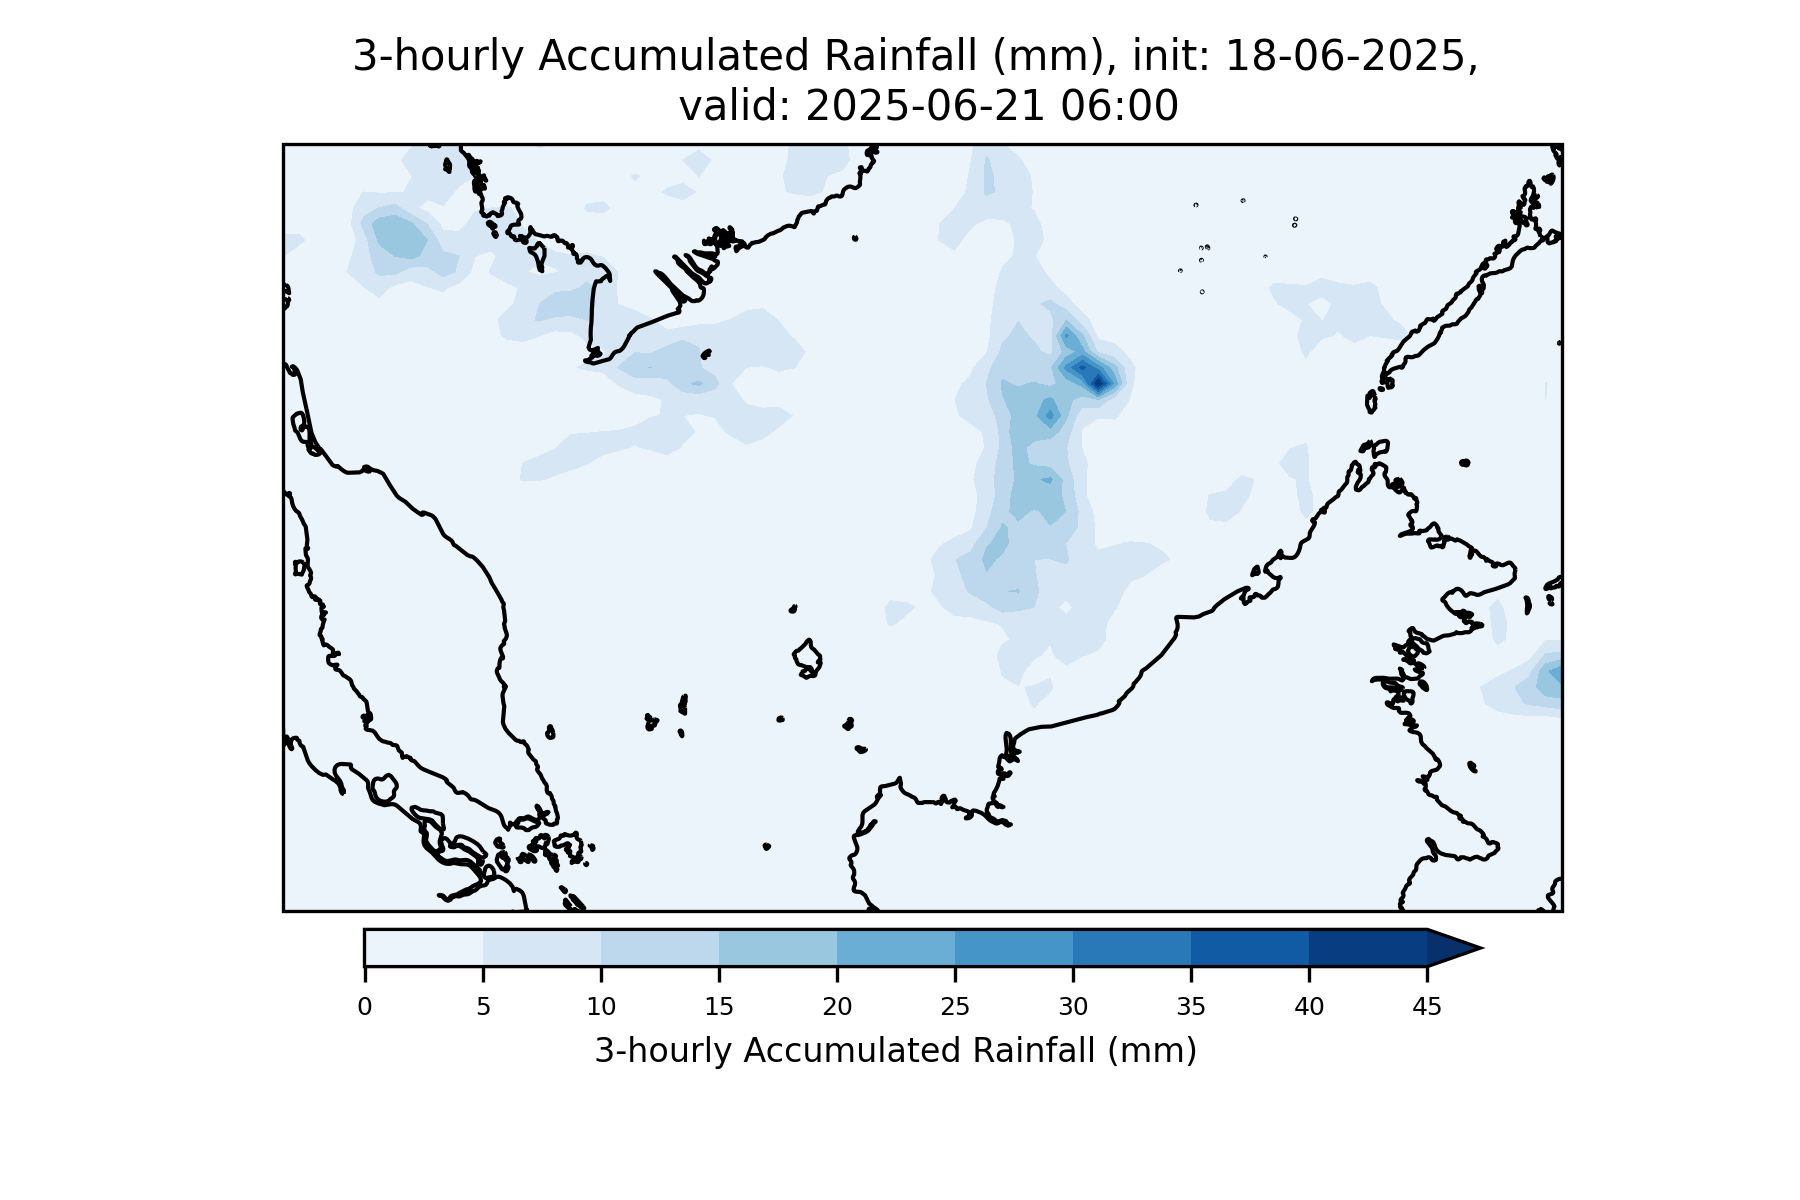 3-hourly Accumulated Rainfall (mm), init: 18-06-2025,
valid: 2025-06-21 06:00
0 5 10 15 20 25 30 35 40 45
3-hourly Accumulated Rainfall (mm)